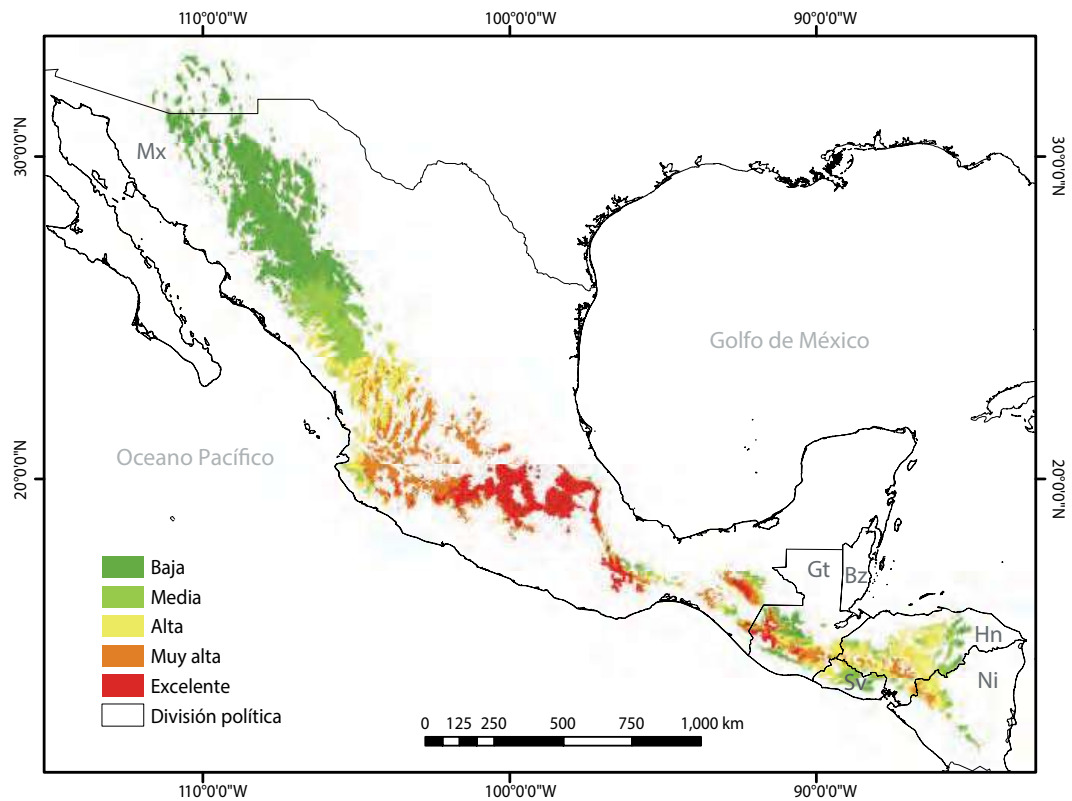 110°0'0"W 100°0'0"W 90°0'0"W
30°0'0"N
30°0'0"N
Mx
Golfo de México
Oceano Pacífico
20°0'0"N
20°0'0"N
Gt
Bz
Hn
Ni
Sv
Baja
Media
Alta
Muy alta
Excelente
División política
0 125 250 500 750 1,000 km
110°0'0"W 100°0'0"W 90°0'0"W